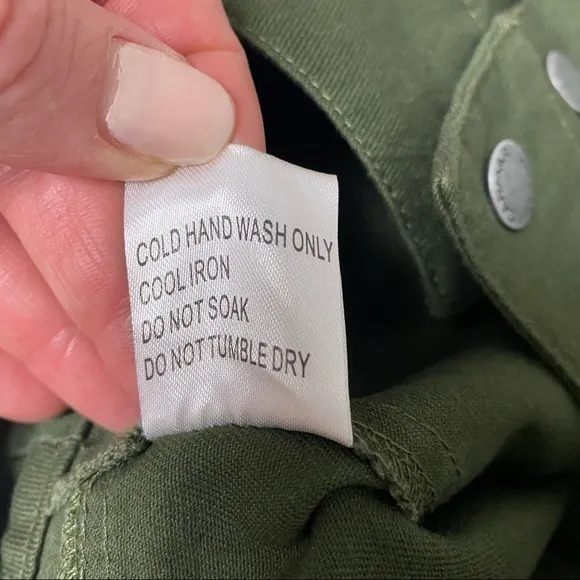 COLD HAND WASH ONLY
COOL IRON
DO NOT SOAK
DO NOT TUMBLE DRY